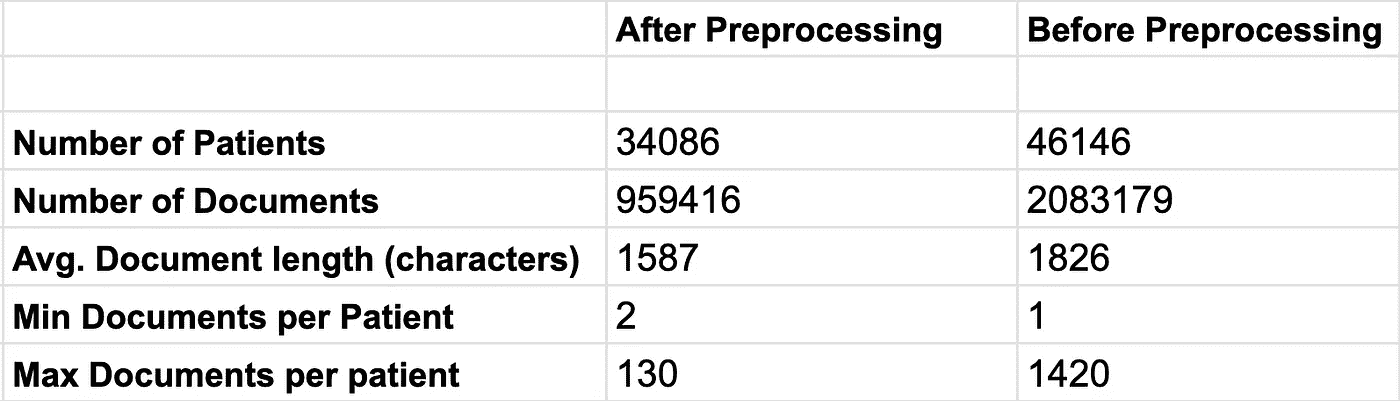 After Preprocessing Before Preprocessing
Number of Patients 34086 46146
Number of Documents 959416 2083179
Avg. Document length (characters) 1587 1826
Min Documents per Patient 2 1
Max Documents per patient 130 1420